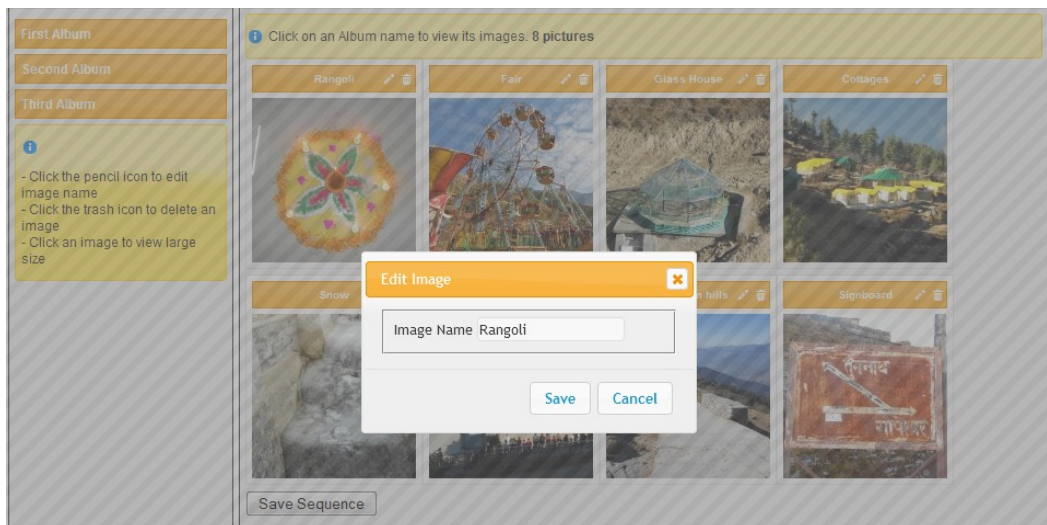 First Album
Second Album
Third Album
- Click the pencil icon to edit
image name
- Click the trash icon to delete an
image
- Click an image to view large
size
Click on an Album name to view its images. 8 pictures
Rangoli
Fair
Glass House
Cottages
Snow
n hills
Signboard
तुंगनाथ
Edit Image
Image Name Rangoli
Save Cancel
Save Sequence